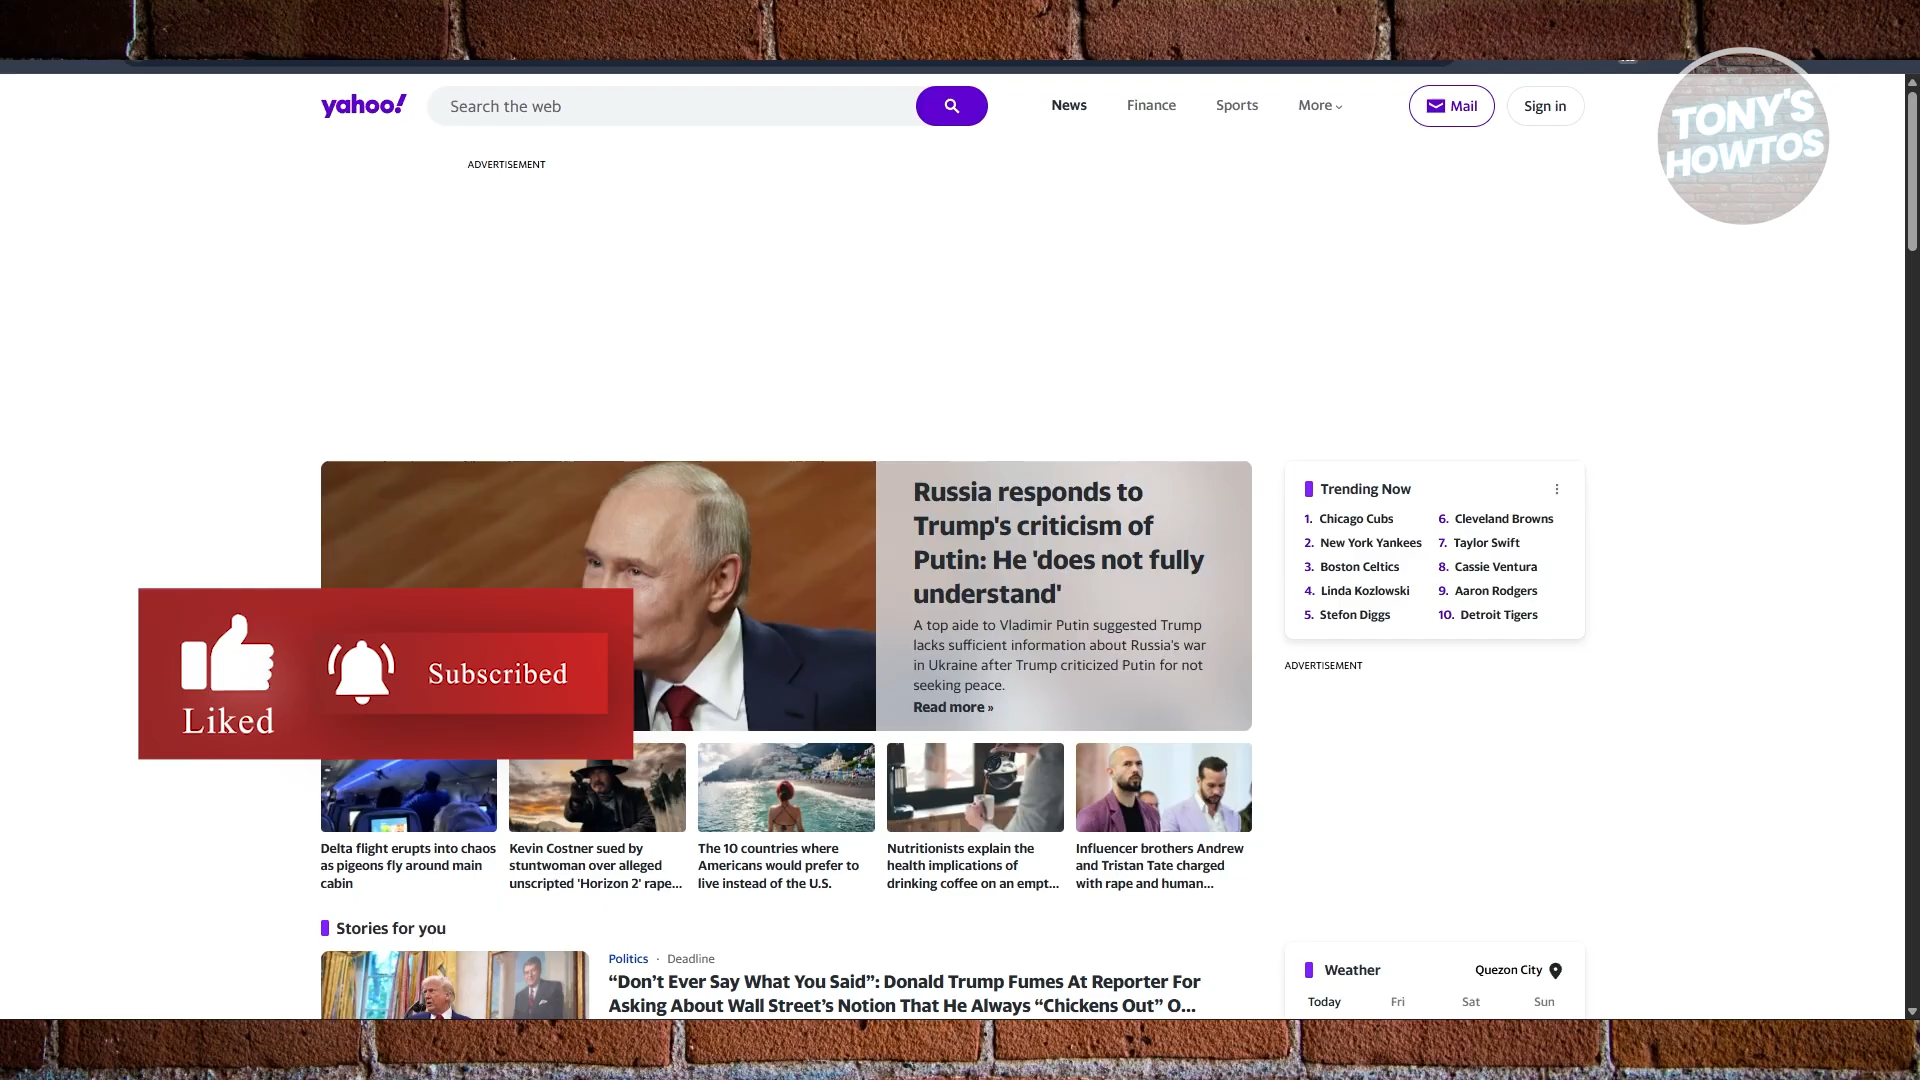 yahoo!
Search the web
News
Finance
Sports
More
Mail
Sign in
TONY'S
HOWTOS
ADVERTISEMENT
Russia responds to
Trump's criticism of
Putin: He 'does not fully
understand'
A top aide to Vladimir Putin suggested Trump
lacks sufficient information about Russia's war
in Ukraine after Trump criticized Putin for not
seeking peace.
Read more »
Trending Now
1. Chicago Cubs
2. New York Yankees
3. Boston Celtics
4. Linda Kozlowski
5. Stefon Diggs
6. Cleveland Browns
7. Taylor Swift
8. Cassie Ventura
9. Aaron Rodgers
10. Detroit Tigers
ADVERTISEMENT
Liked
Subscribed
Delta flight erupts into chaos
as pigeons fly around main
cabin
Kevin Costner sued by
stuntwoman over alleged
unscripted 'Horizon 2' rape...
The 10 countries where
Americans would prefer to
live instead of the U.S.
Nutritionists explain the
health implications of
drinking coffee on an empt...
Influencer brothers Andrew
and Tristan Tate charged
with rape and human...
Stories for you
Politics · Deadline
“Don’t Ever Say What You Said”: Donald Trump Fumes At Reporter For
Asking About Wall Street’s Notion That He Always “Chickens Out” O...
Weather
Quezon City
Today
Fri
Sat
Sun